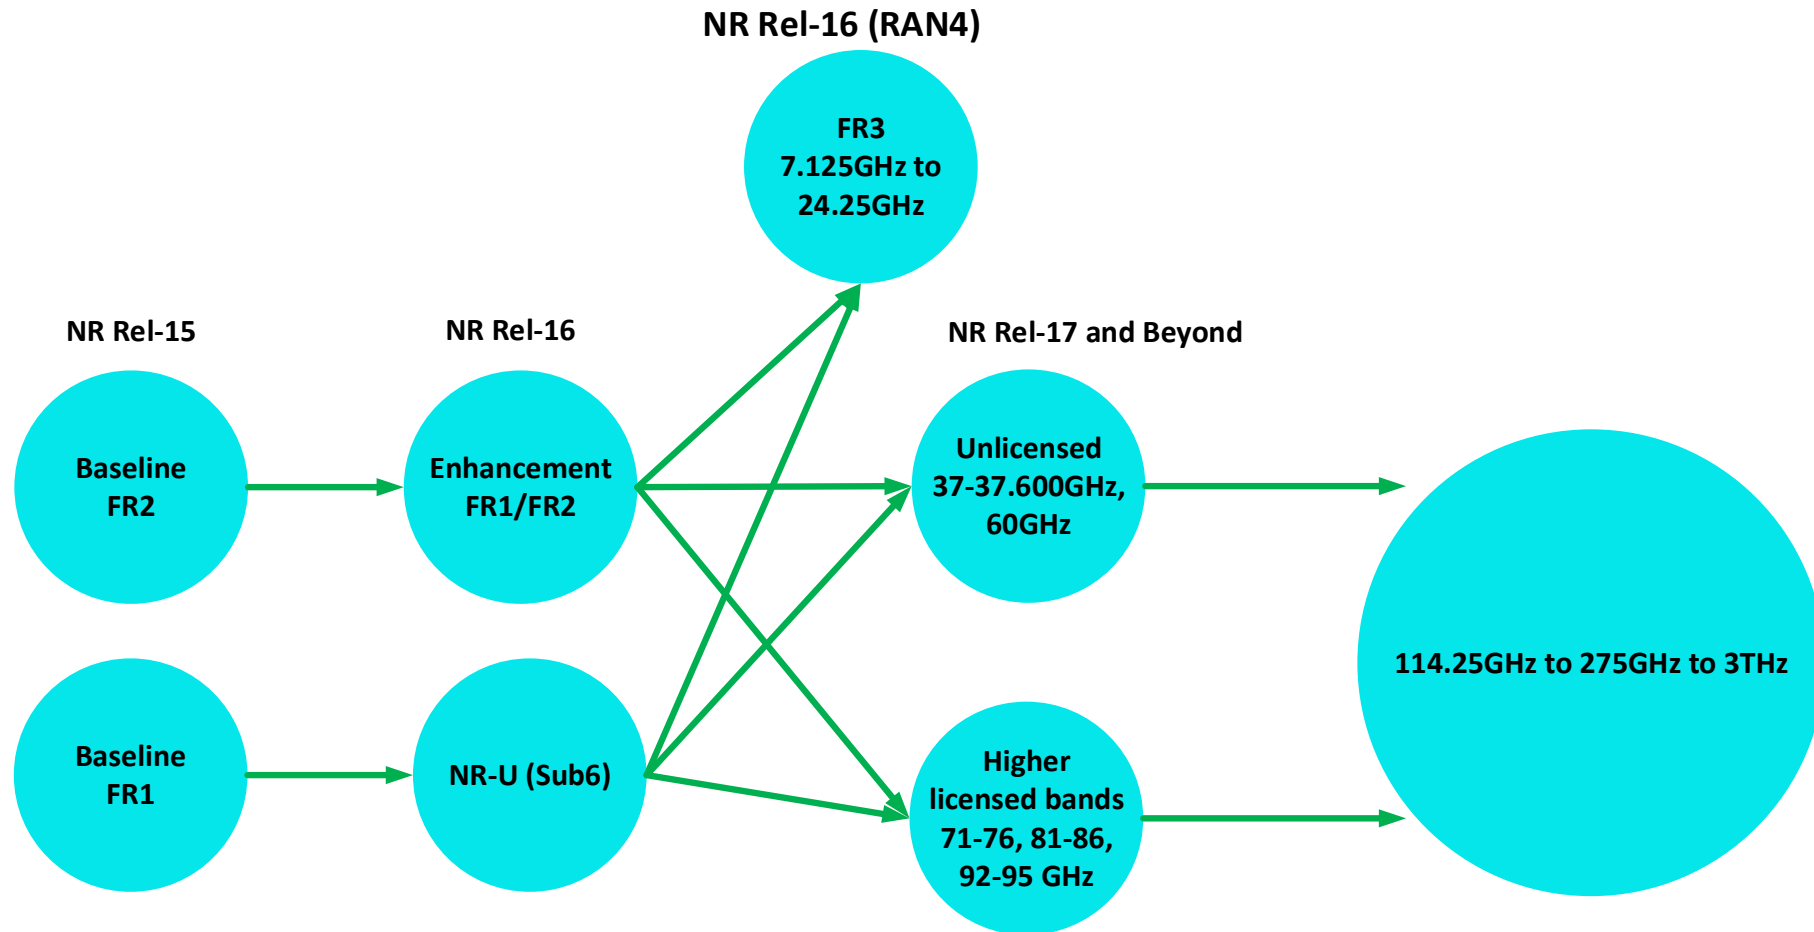 NR Rel-16 (RAN4)
FR3
7.125GHz to
24.25GHz
NR Rel-15
NR Rel-16
NR Rel-17 and Beyond
Baseline
FR2
Enhancement
FR1/FR2
Unlicensed
37-37.600GHz,
60GHz
114.25GHz to 275GHz to 3THz
Baseline
FR1
NR-U (Sub6)
Higher
licensed bands
71-76, 81-86,
92-95 GHz